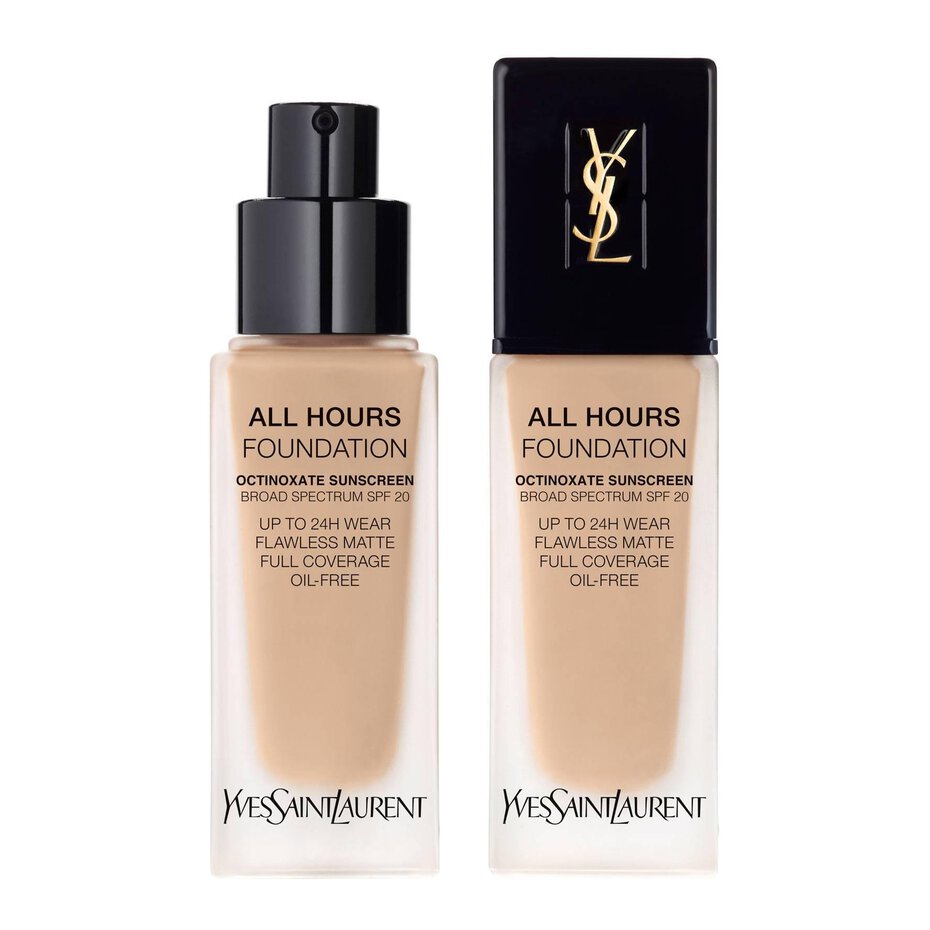 ALL HOURS
FOUNDATION
OCTINOXATE SUNSCREEN
BROAD SPECTRUM SPF 20
UP TO 24H WEAR
FLAWLESS MATTE
FULL COVERAGE
OIL-FREE
YVESSAINTLAURENT
YSL
ALL HOURS
FOUNDATION
OCTINOXATE SUNSCREEN
BROAD SPECTRUM SPF 20
UP TO 24H WEAR
FLAWLESS MATTE
FULL COVERAGE
OIL-FREE
YVESSAINTLAURENT